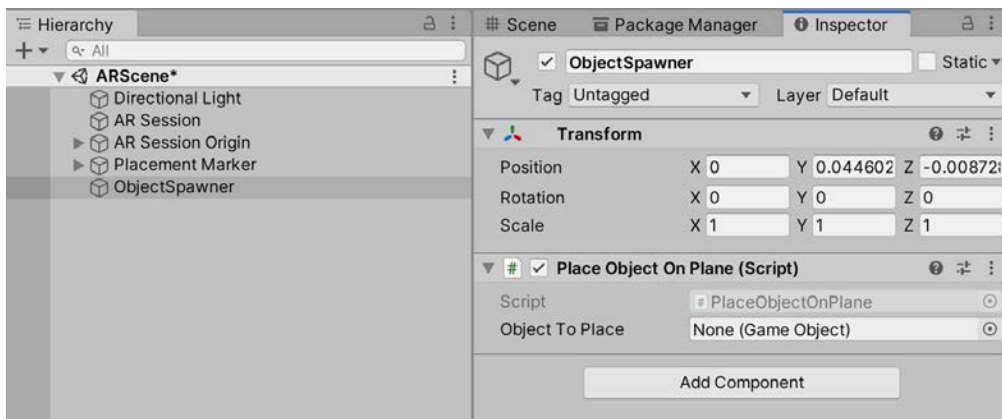 Hierarchy
All
ARScene*
Directional Light
AR Session
AR Session Origin
Placement Marker
ObjectSpawner
Scene Package Manager Inspector
ObjectSpawner Static
Tag Untagged Layer Default
Transform
Position X 0 Y 0.044602 Z -0.00872
Rotation X 0 Y 0 Z 0
Scale X 1 Y 1 Z 1
# Place Object On Plane (Script)
Script # PlaceObjectOnPlane
Object To Place None (Game Object)
Add Component